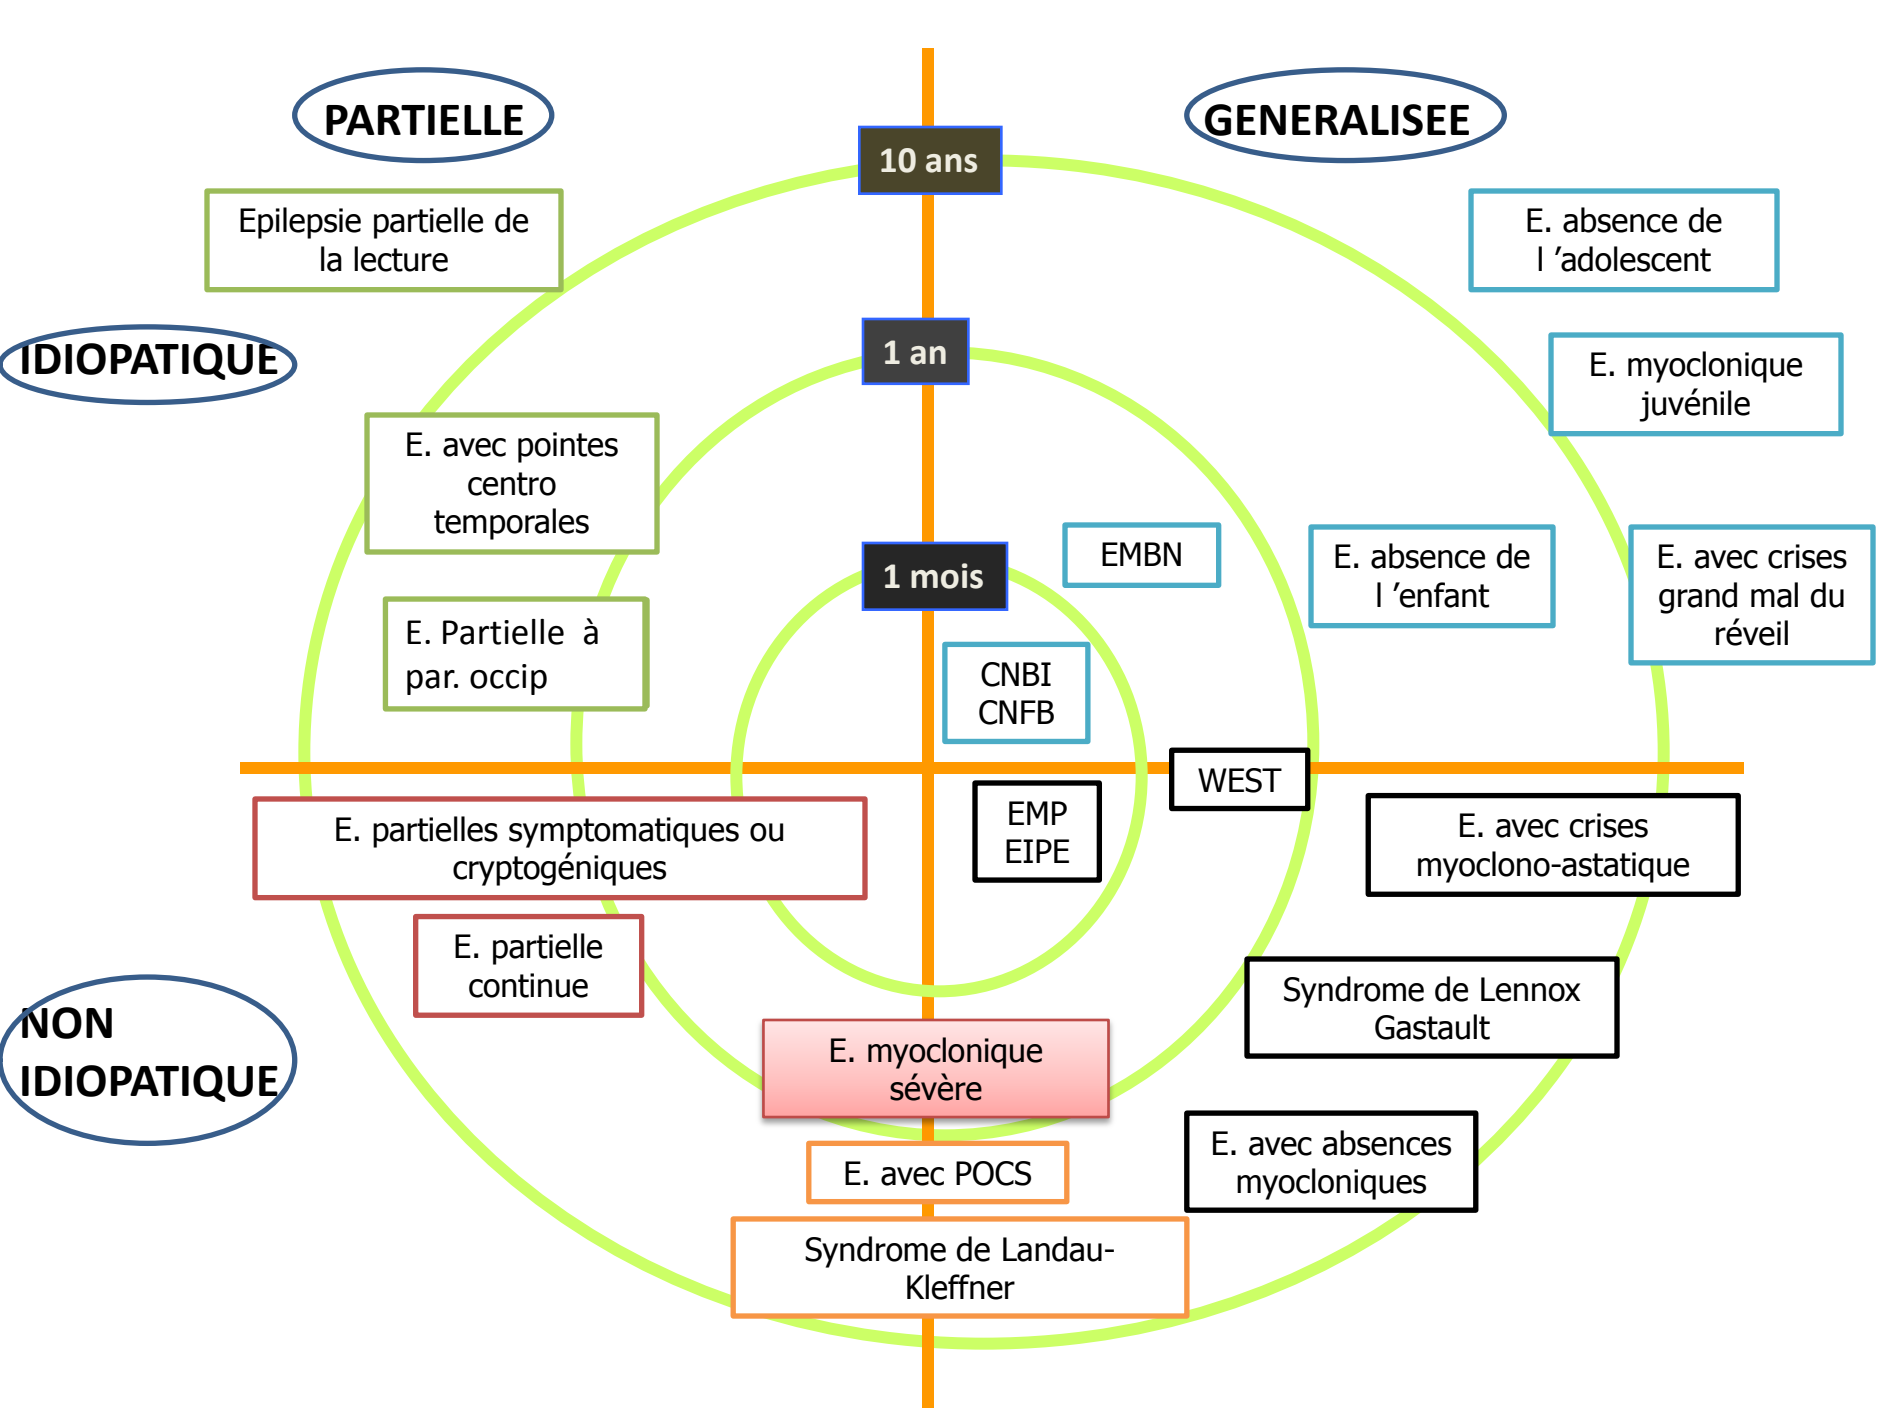 PARTIELLE
GENERALISEE
10 ans
Epilepsie partielle de
la lecture
E. absence de
l ’adolescent
IDIOPATIQUE
1 an
E. myoclonique
juvénile
E. avec pointes
centro
temporales
1 mois
EMBN
E. absence de
l ’enfant
E. avec crises
grand mal du
réveil
E. Partielle à
par. occip
CNBI
CNFB
WEST
E. partielles symptomatiques ou
cryptogéniques
EMP
EIPE
E. avec crises
myoclono-astatique
E. partielle
continue
Syndrome de Lennox
Gastault
NON
IDIOPATIQUE
E. myoclonique
sévère
E. avec POCS
E. avec absences
myocloniques
Syndrome de Landau-
Kleffner